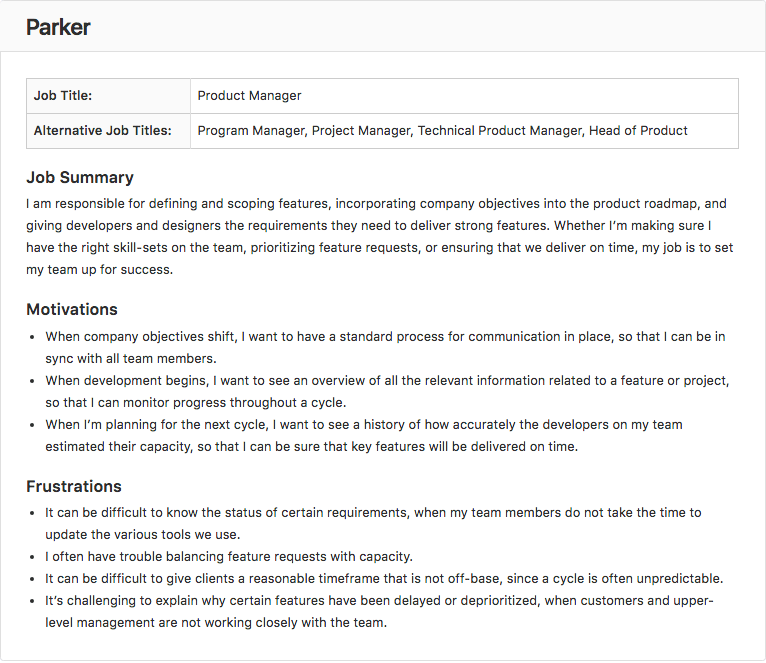 Parker
Job Title: Product Manager
Alternative Job Titles: Program Manager, Project Manager, Technical Product Manager, Head of Product
Job Summary
I am responsible for defining and scoping features, incorporating company objectives into the product roadmap, and
giving developers and designers the requirements they need to deliver strong features. Whether I’m making sure I
have the right skill-sets on the team, prioritizing feature requests, or ensuring that we deliver on time, my job is to set
my team up for success.
Motivations
• When company objectives shift, I want to have a standard process for communication in place, so that I can be in
sync with all team members.
• When development begins, I want to see an overview of all the relevant information related to a feature or project,
so that I can monitor progress throughout a cycle.
• When I’m planning for the next cycle, I want to see a history of how accurately the developers on my team
estimated their capacity, so that I can be sure that key features will be delivered on time.
Frustrations
• It can be difficult to know the status of certain requirements, when my team members do not take the time to
update the various tools we use.
• I often have trouble balancing feature requests with capacity.
• It can be difficult to give clients a reasonable timeframe that is not off-base, since a cycle is often unpredictable.
• It’s challenging to explain why certain features have been delayed or deprioritized, when customers and upper-
level management are not working closely with the team.